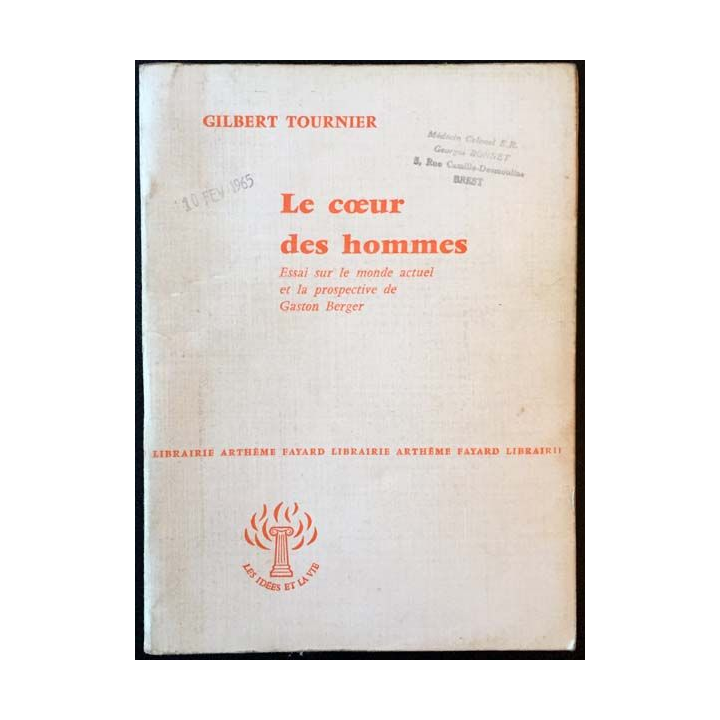 GILBERT TOURNIER
Médecin Colonel E.R.
Georges BONNET
8, Rue Camille-Desmoulins
BREST
10 FEV 1965
Le cœur
des hommes
Essai sur le monde actuel
et la prospective de
Gaston Berger
LIBRAIRIE ARTHÈME FAYARD LIBRAIRIE ARTHÈME FAYARD LIBRAIRIE
LES IDÉES ET LA VIE